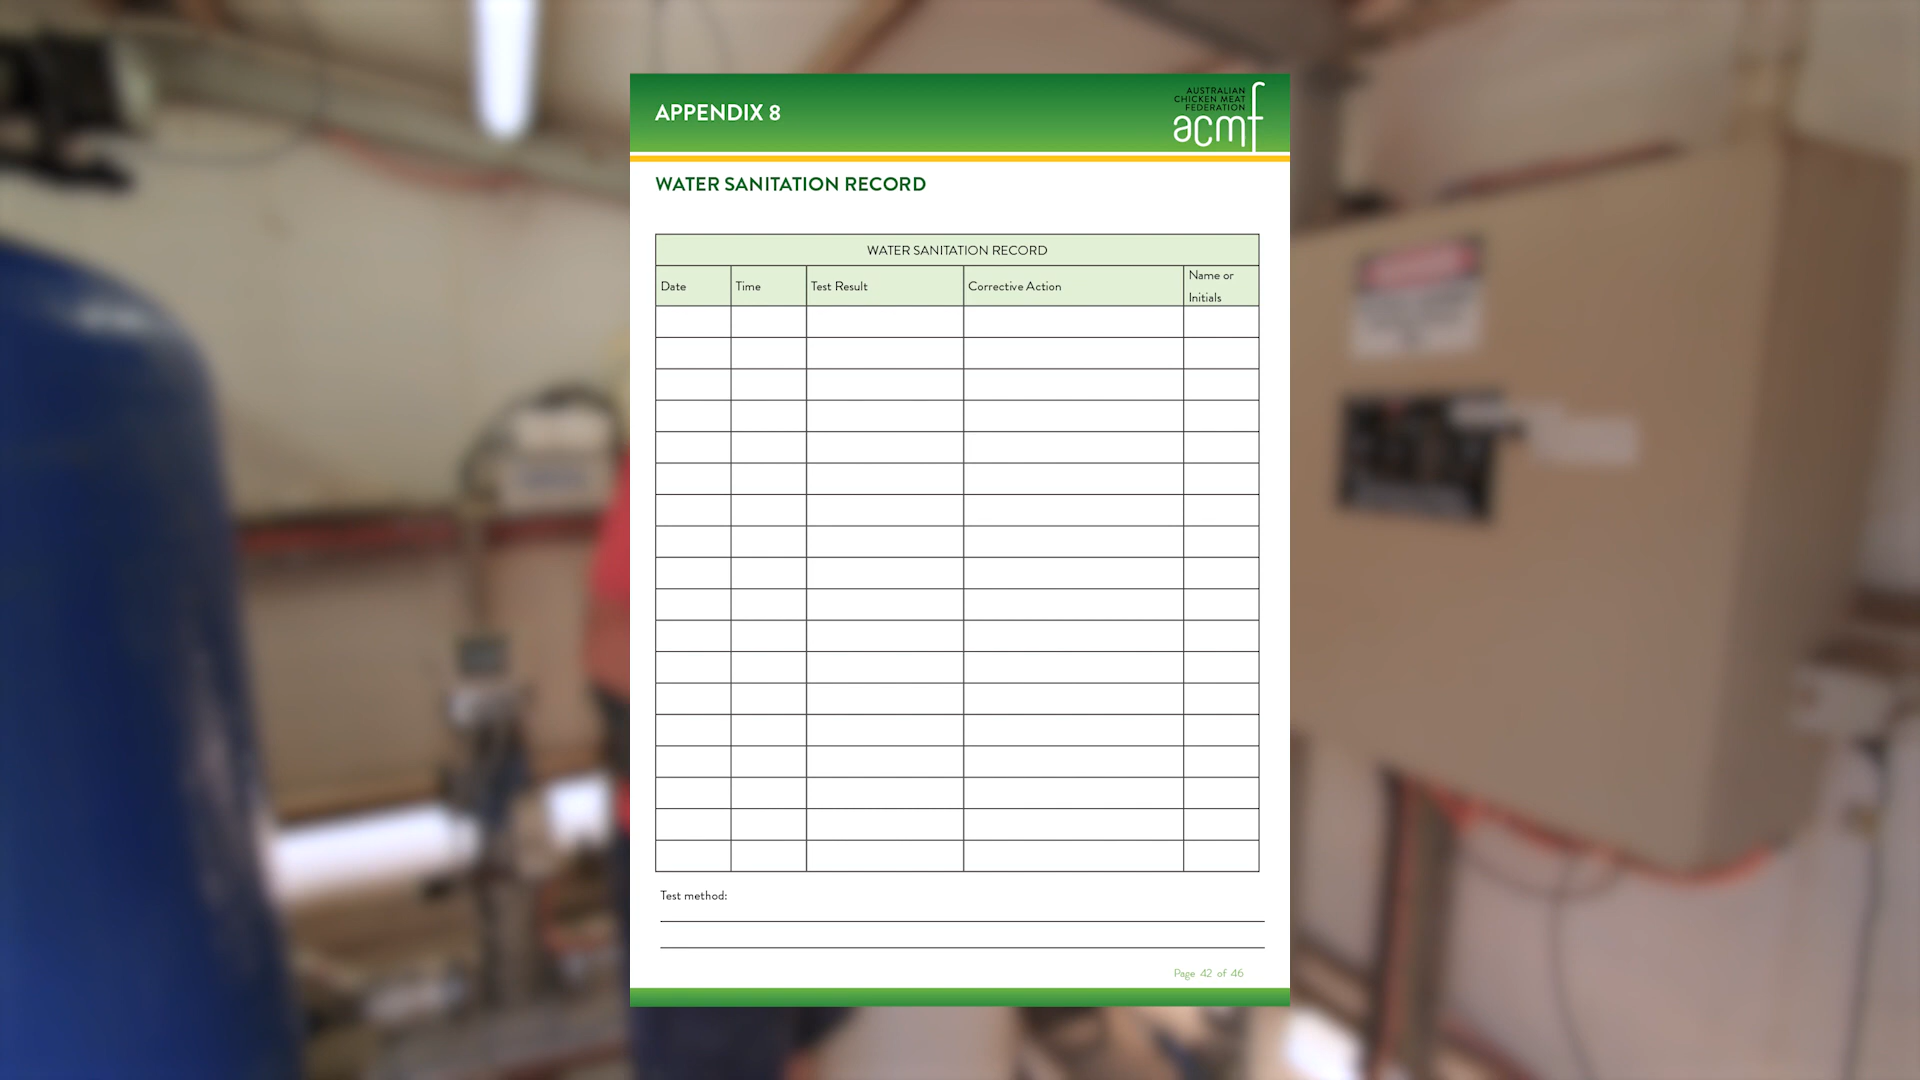 APPENDIX 8
AUSTRALIAN
CHICKEN MEAT
FEDERATION
acmf
WATER SANITATION RECORD
WATER SANITATION RECORD
Date
Time
Test Result
Corrective Action
Name or
Initials
Test method:
Page 42 of 46